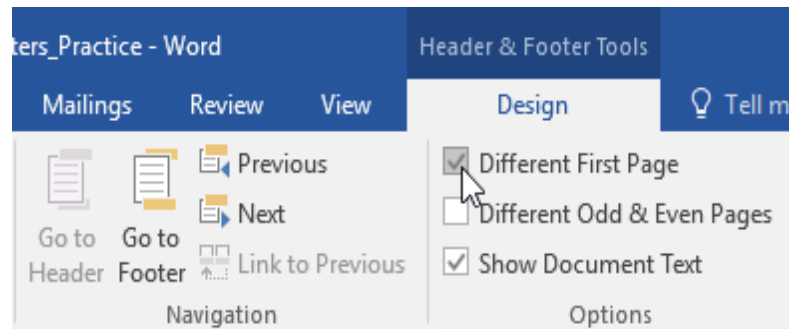 ters_Practice - Word
Header & Footer Tools
Mailings Review View Design Tell m
Previous
Next
Link to Previous
Go to Header
Go to Footer
Navigation
Different First Page
Different Odd & Even Pages
Show Document Text
Options